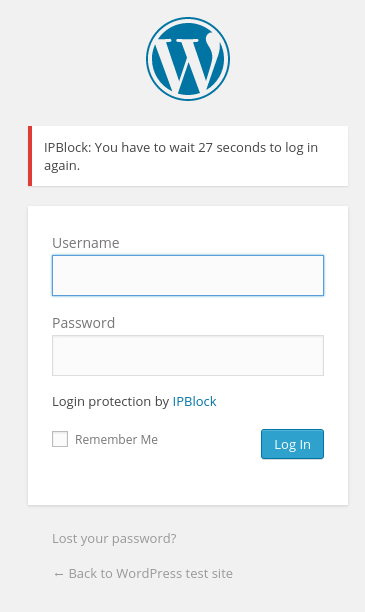 IPBlock: You have to wait 27 seconds to log in
again.
Username
Password
Login protection by IPBlock
Remember Me
Log In
Lost your password?
← Back to WordPress test site